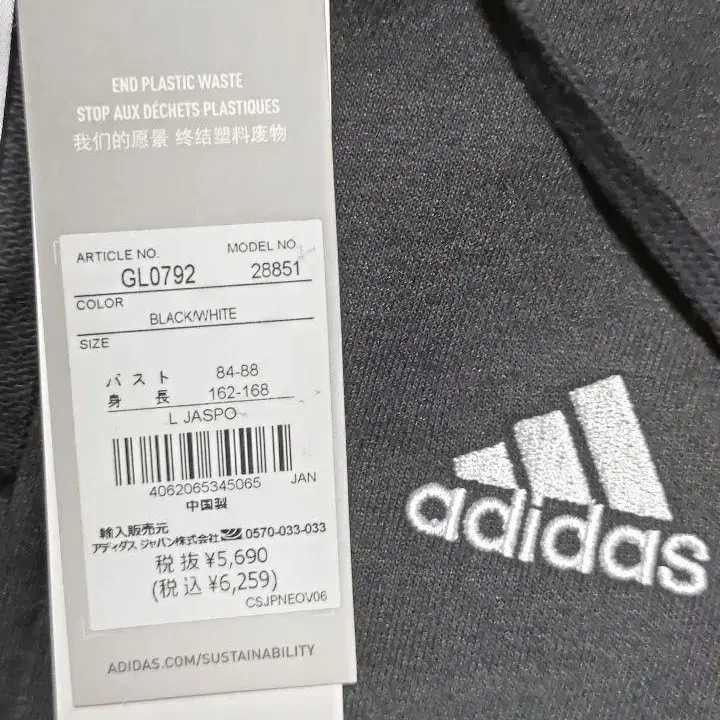 END PLASTIC WASTE
STOP AUX DÉCHETS PLASTIQUES
我们的愿景 终结塑料废物
ARTICLE NO. MODEL NO.
GL0792 28851
COLOR
BLACK/WHITE
SIZE
バスト 84-88
身長 162-168
L JASPO
4062065345065 JAN
中国製
輸入販売元
アディダス ジャパン株式会社 0570-033-033
税抜 ¥5,690
(税込 ¥6,259)
CSJPNEOV06
ADIDAS.COM/SUSTAINABILITY
adidas